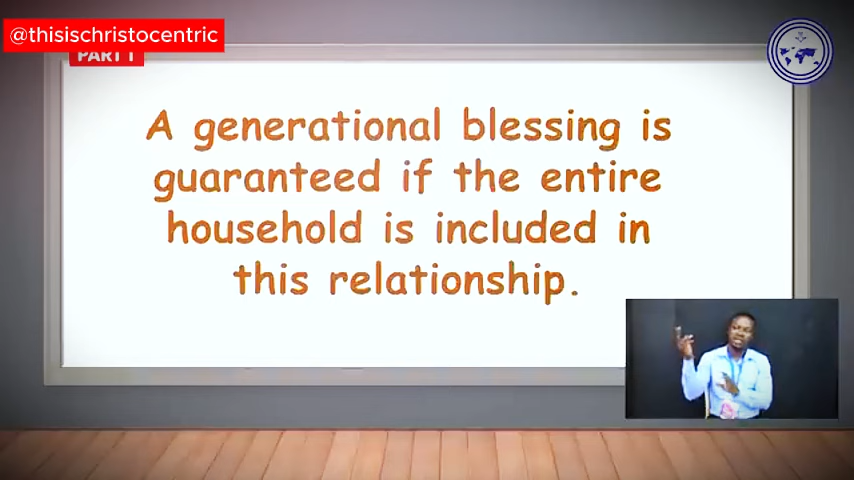 @thisischristocentric
PART 1
A generational blessing is
guaranteed if the entire
household is included in
this relationship.